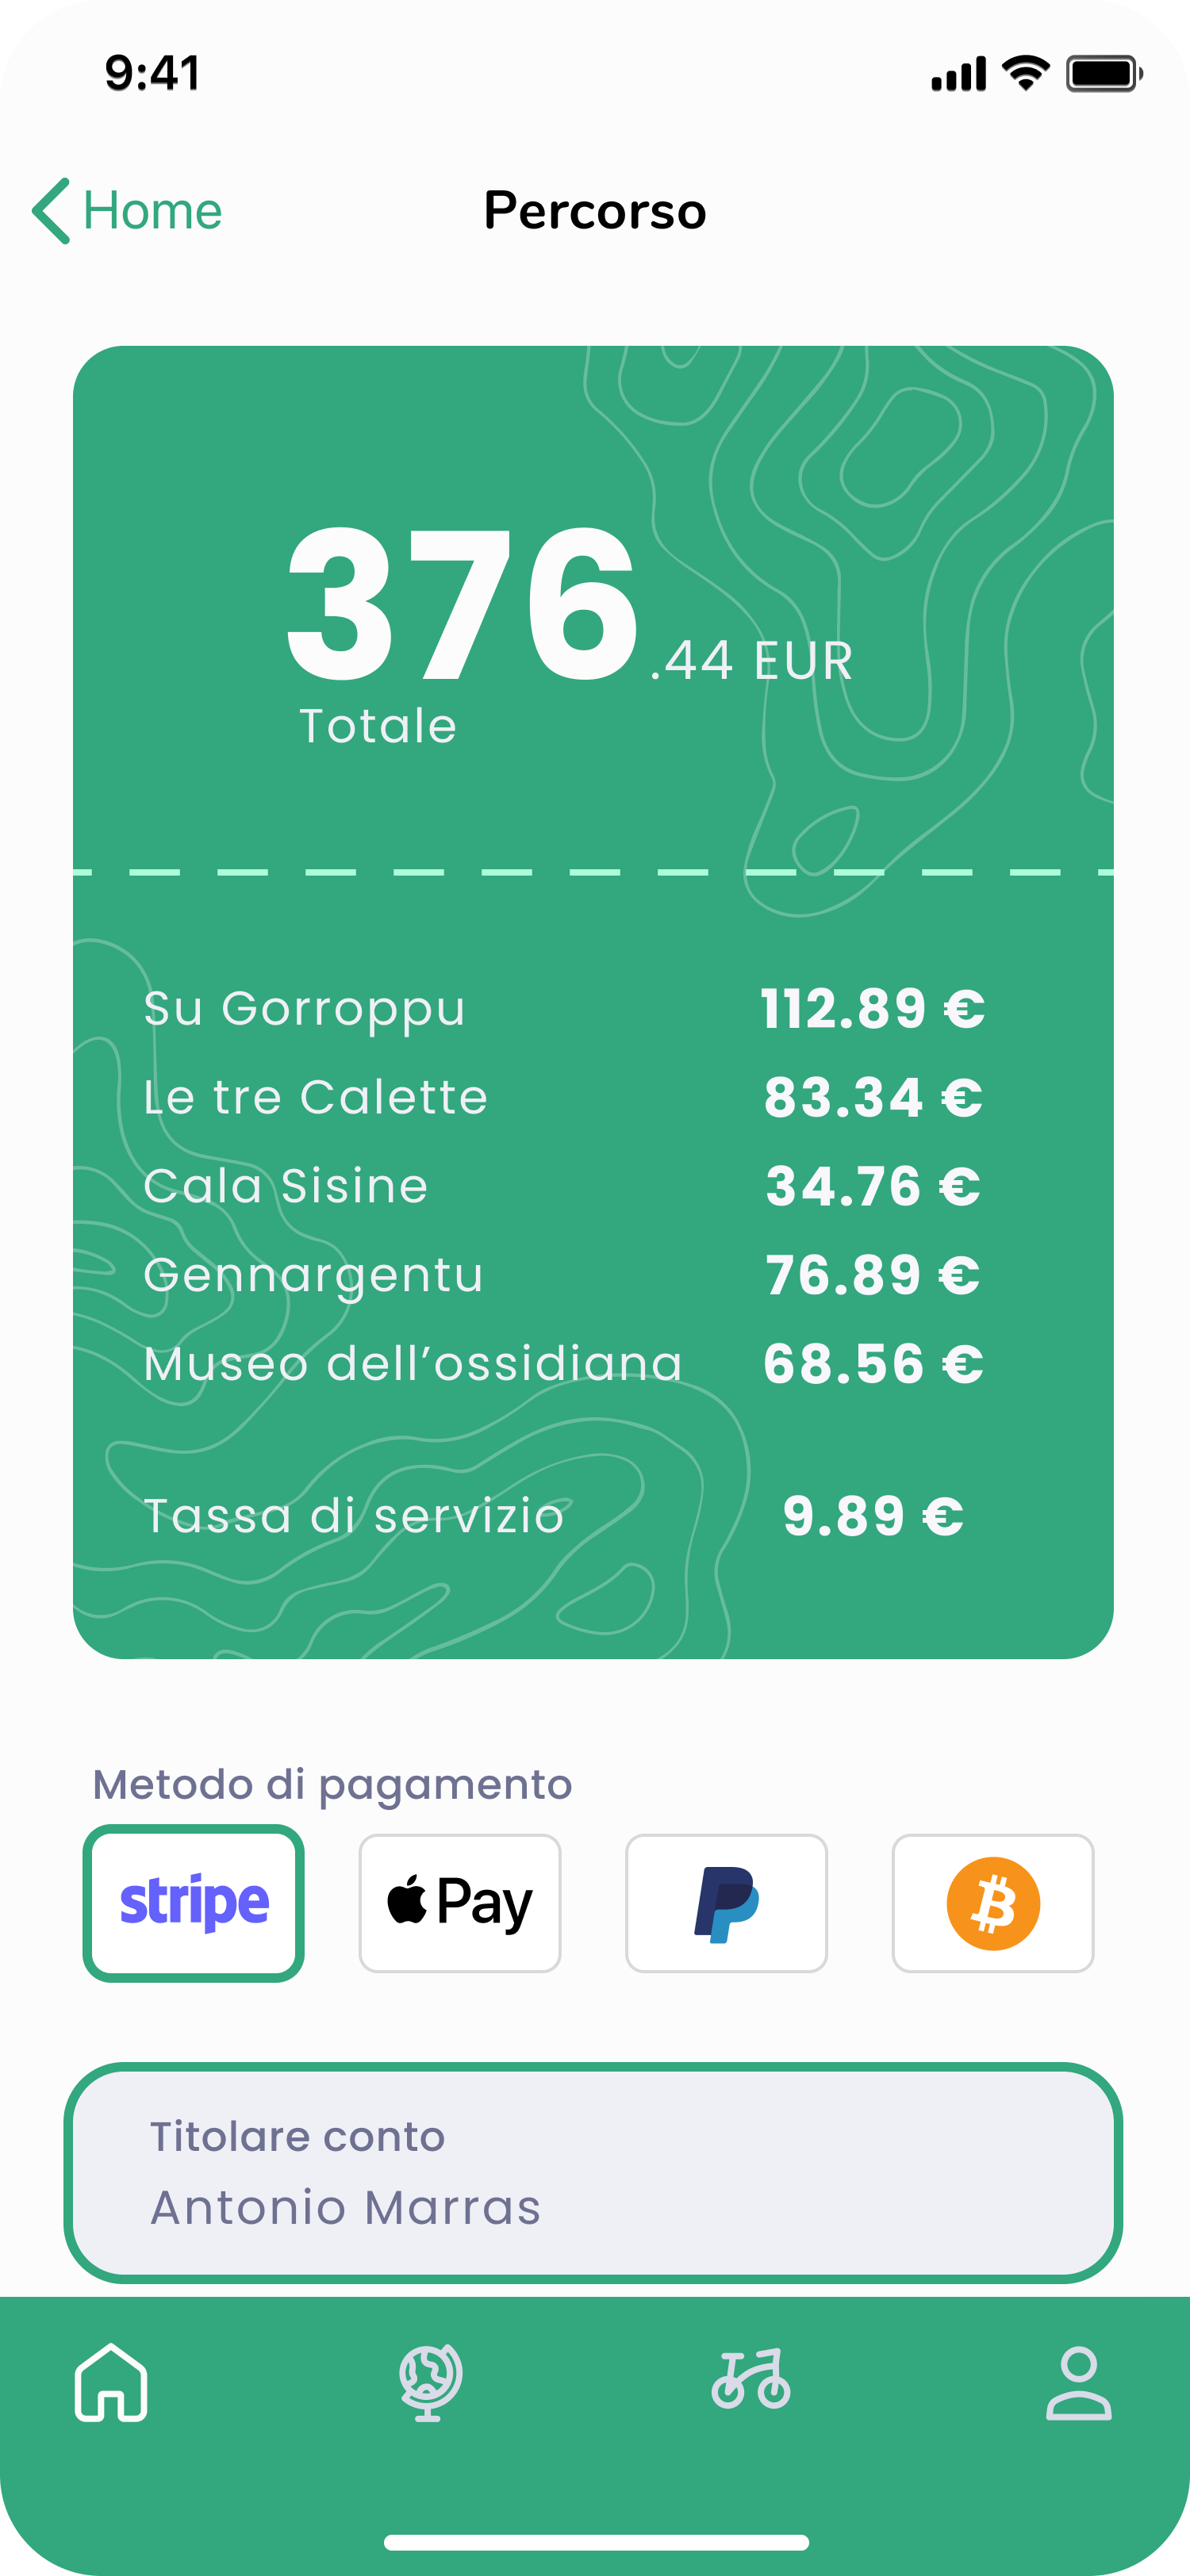 9:41
Home
Percorso
376.44 EUR
Totale
Su Gorroppu 112.89 €
Le tre Calette 83.34 €
Cala Sisine 34.76 €
Gennargentu 76.89 €
Museo dell’ossidiana 68.56 €
Tassa di servizio 9.89 €
Metodo di pagamento
stripe Pay
Titolare conto
Antonio Marras